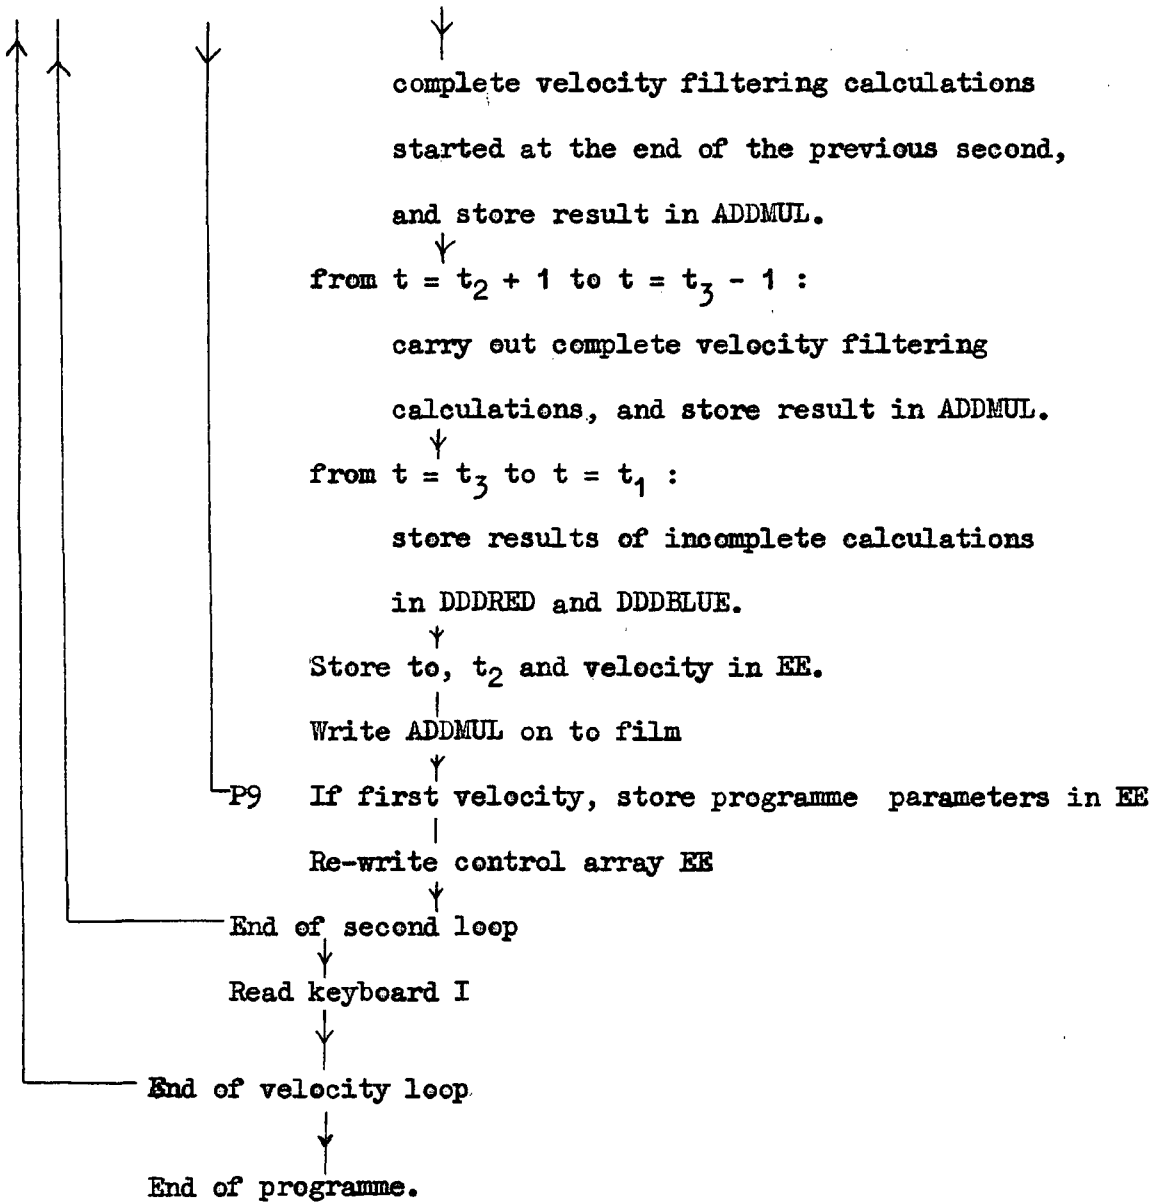 complete velocity filtering calculations
started at the end of the previous second,
and store result in ADDMUL.
from t = t₂ + 1 to t = t₃ - 1 :
carry out complete velocity filtering
calculations, and store result in ADDMUL.
from t = t₃ to t = t₁ :
store results of incomplete calculations
in DDDRED and DDDBLUE.
Store to, t₂ and velocity in EE.
Write ADDMUL on to film
P9 If first velocity, store programme parameters in EE
Re-write control array EE
End of second loop
Read keyboard I
End of velocity loop
End of programme.